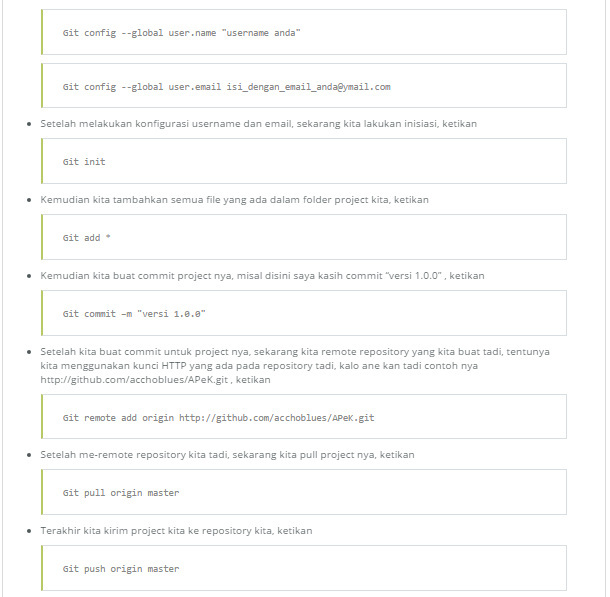 Git config --global user.name "username anda"
Git config --global user.email isi_dengan_email_anda@ymail.com
• Setelah melakukan konfigurasi username dan email, sekarang kita lakukan inisiasi, ketikan
Git init
• Kemudian kita tambahkan semua file yang ada dalam folder project kita, ketikan
Git add *
• Kemudian kita buat commit project nya, misal disini saya kasih commit “versi 1.0.0” , ketikan
Git commit –m "versi 1.0.0"
• Setelah kita buat commit untuk project nya, sekarang kita remote repository yang kita buat tadi, tentunya
kita menggunakan kunci HTTP yang ada pada repository tadi, kalo ane kan tadi contoh nya
http://github.com/acchoblues/APeK.git , ketikan
Git remote add origin http://github.com/acchoblues/APeK.git
• Setelah me-remote repository kita tadi, sekarang kita pull project nya, ketikan
Git pull origin master
• Terakhir kita kirim project kita ke repository kita, ketikan
Git push origin master